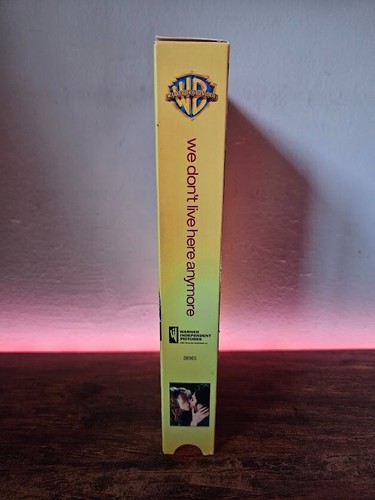 WB
we don't live here anymore
WARNER
INDEPENDENT
PICTURES